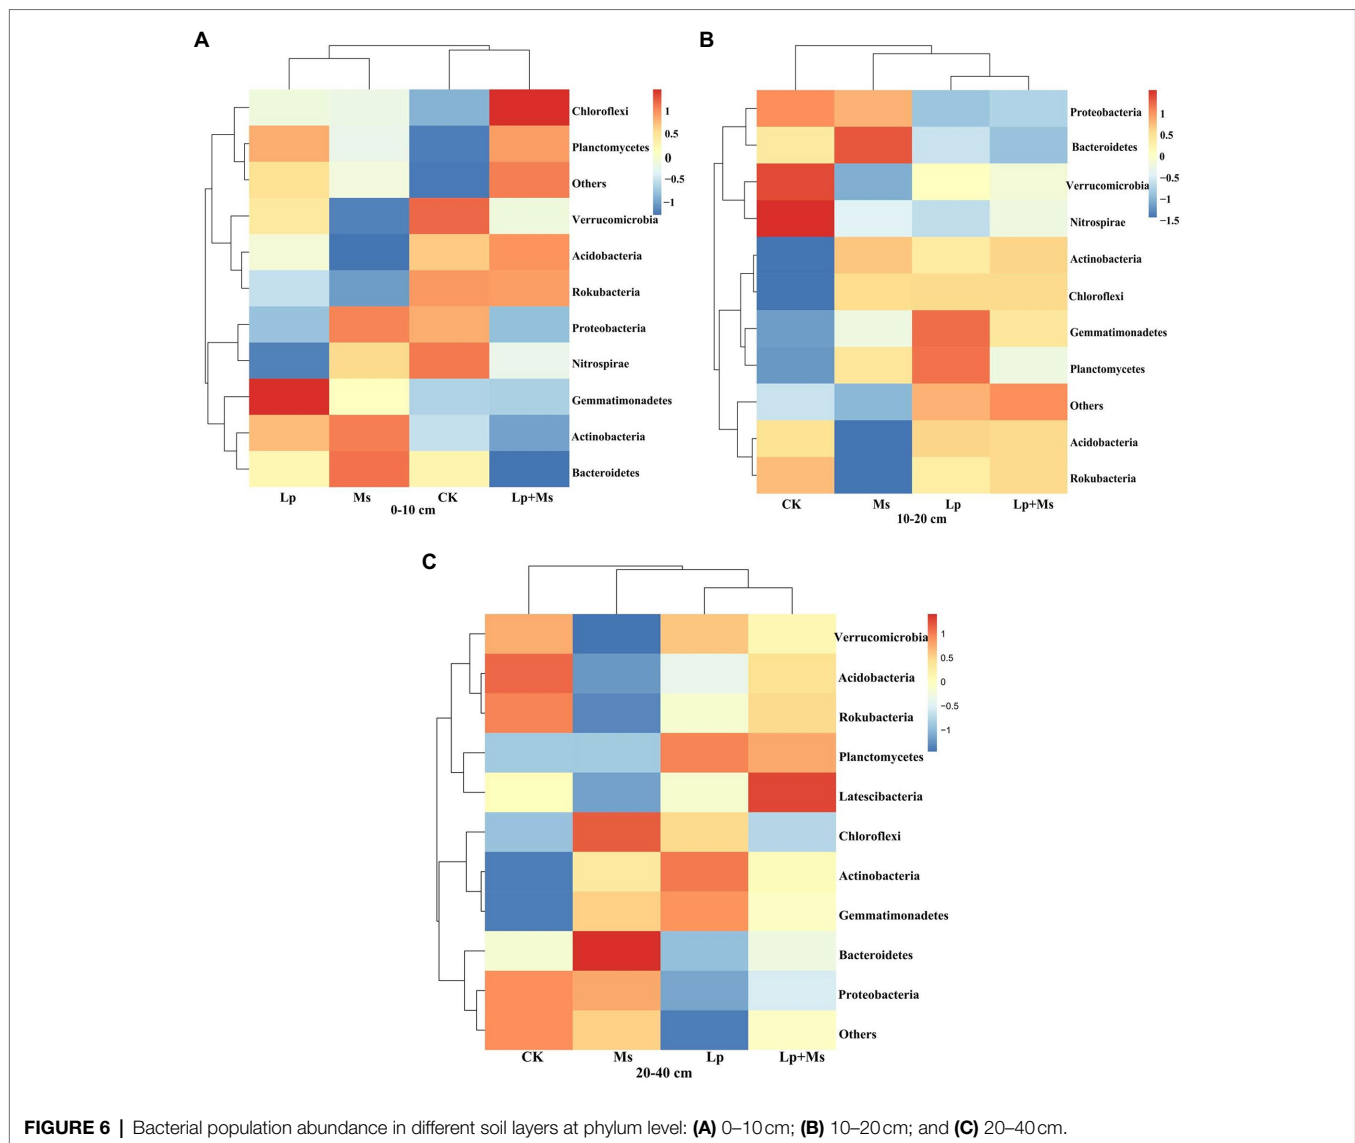 A
Chloroflexi
Planctomycetes
Others
Verrucomicrobia
Acidobacteria
Rokubacteria
Proteobacteria
Nitrospirae
Gemmatimonadetes
Actinobacteria
Bacteroidetes
1
0.5
0
−0.5
−1
Lp Ms CK Lp+Ms
0-10 cm
B
Proteobacteria
Bacteroidetes
Verrucomicrobia
Nitrospirae
Actinobacteria
Chloroflexi
Gemmatimonadetes
Planctomycetes
Others
Acidobacteria
Rokubacteria
1
0.5
0
−0.5
−1
−1.5
CK Ms Lp Lp+Ms
10-20 cm
C
Verrucomicrobia
Acidobacteria
Rokubacteria
Planctomycetes
Latescibacteria
Chloroflexi
Actinobacteria
Gemmatimonadetes
Bacteroidetes
Proteobacteria
Others
1
0.5
0
−0.5
−1
CK Ms Lp Lp+Ms
20-40 cm
FIGURE 6 | Bacterial population abundance in different soil layers at phylum level: (A) 0–10 cm; (B) 10–20 cm; and (C) 20–40 cm.